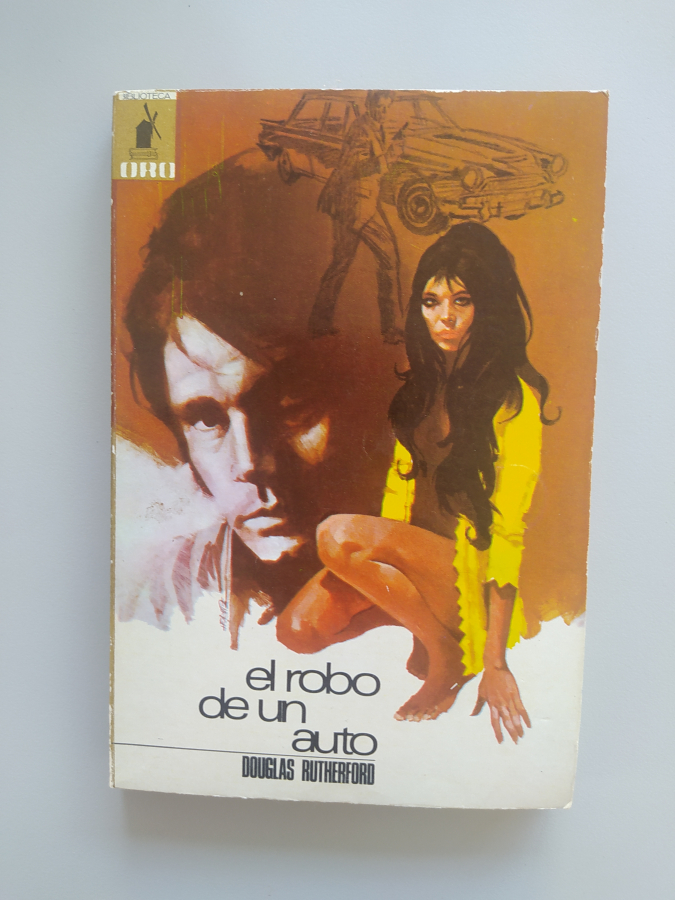 BIBLIOTECA
ORO
el robo
de un
auto
DOUGLAS RUTHERFORD